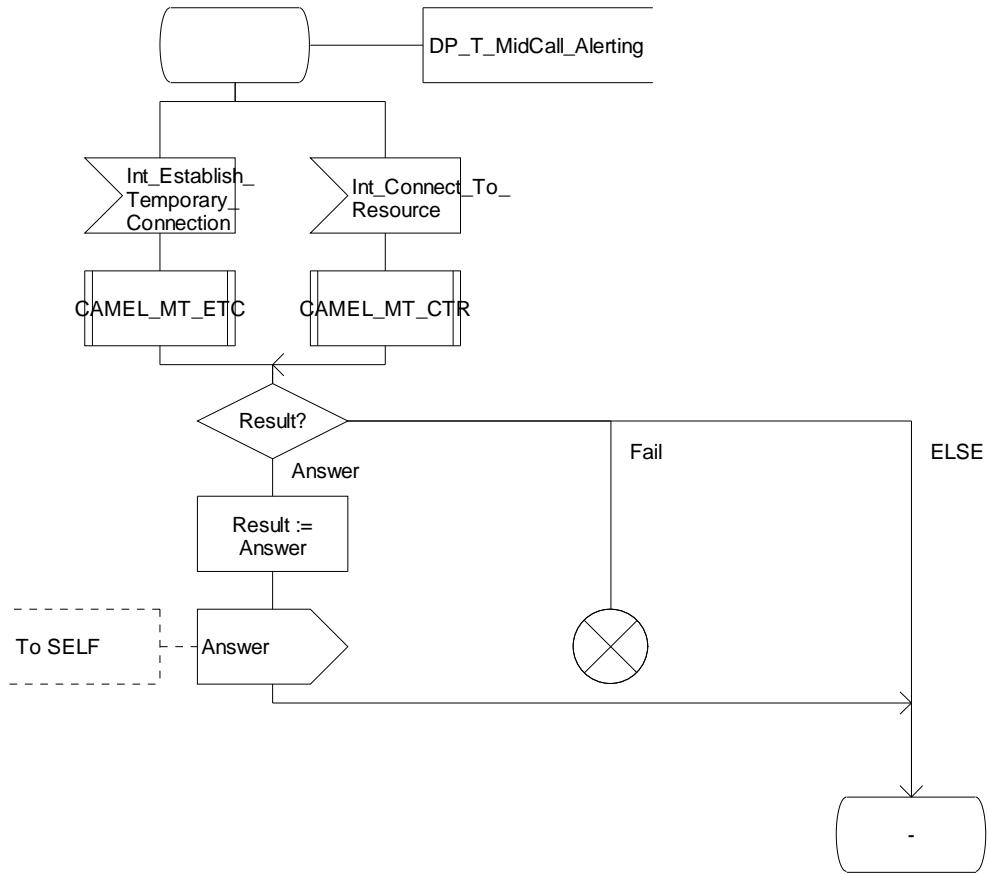 DP_T_MidCall_Alerting
Int_Establish_
Temporary_
Connection
Int_Connect_To_
Resource
CAMEL_MT_ETC
CAMEL_MT_CTR
Result?
Fail
ELSE
Answer
Result :=
Answer
To SELF
Answer
-